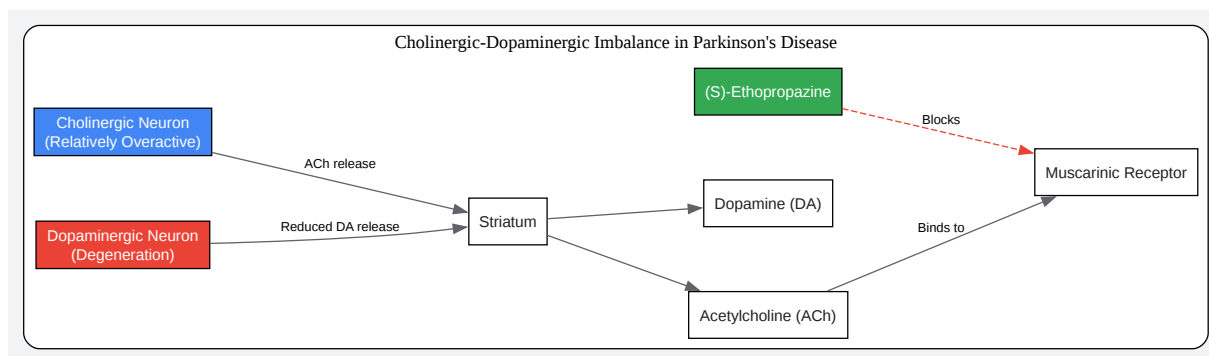 Cholinergic-Dopaminergic Imbalance in Parkinson's Disease
(S)-Ethopropazine
Blocks
Cholinergic Neuron
(Relatively Overactive)
ACh release
Muscarinic Receptor
Dopamine (DA)
Striatum
Reduced DA release
Binds to
Dopaminergic Neuron
(Degeneration)
Acetylcholine (ACh)